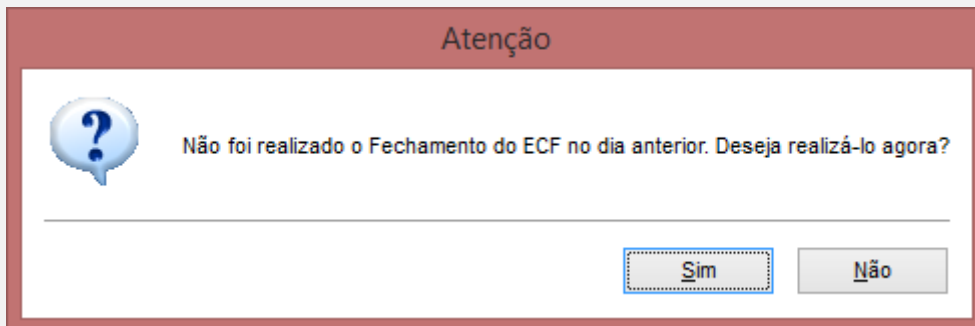 Atenção
Não foi realizado o Fechamento do ECF no dia anterior. Deseja realizá-lo agora?
Sim
Não